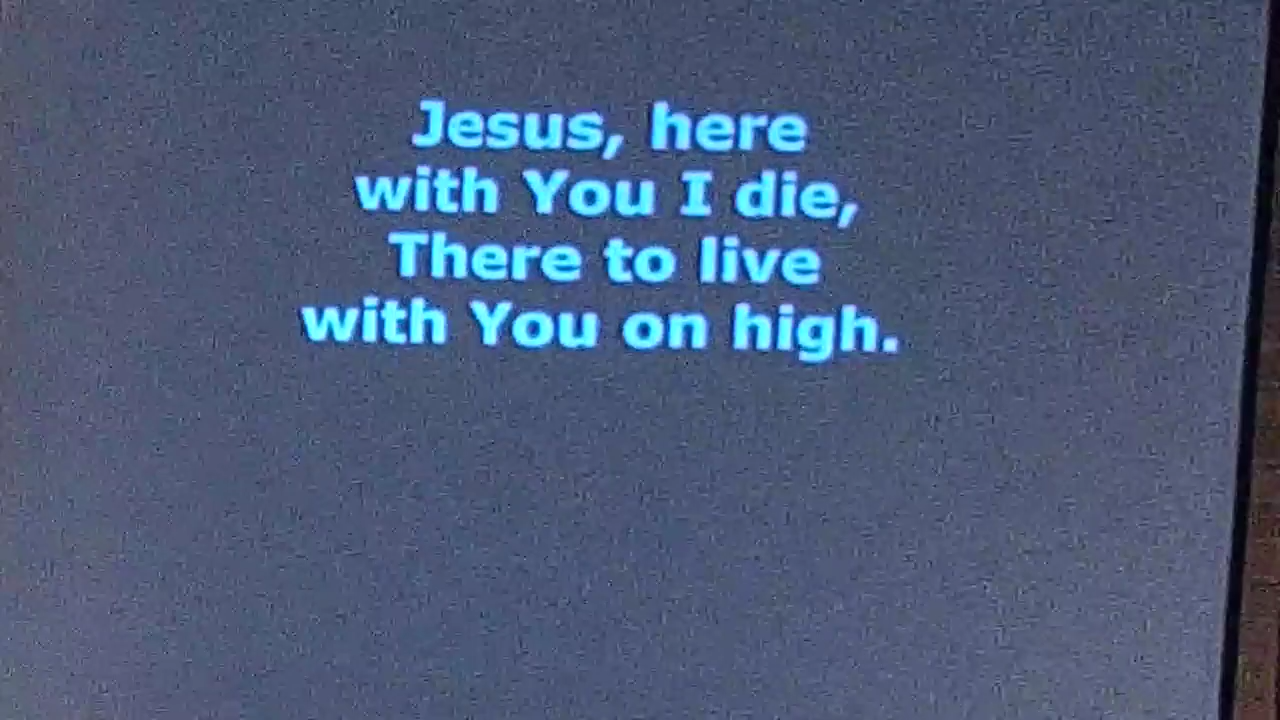 Jesus, here
with You I die,
There to live
with You on high.